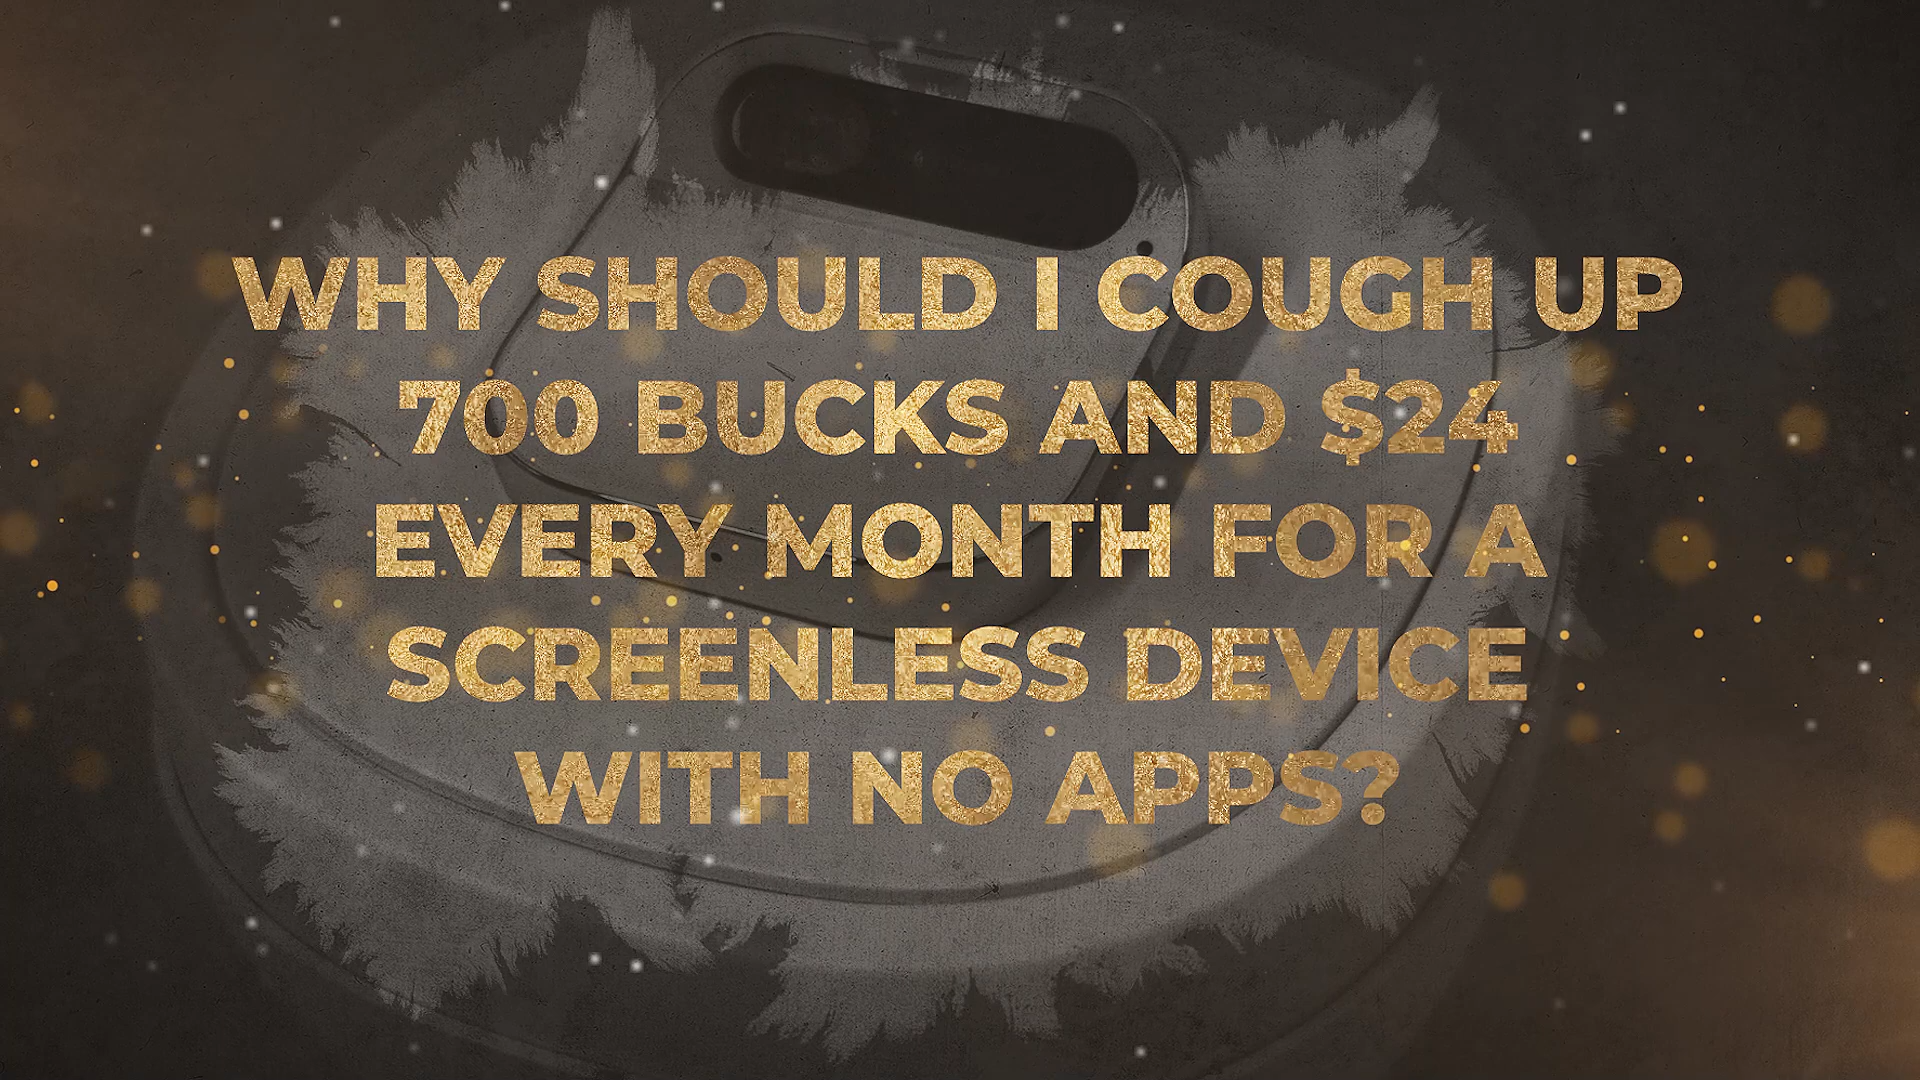 WHY SHOULD I COUGH UP
700 BUCKS AND $24
EVERY MONTH FOR A
SCREENLESS DEVICE
WITH NO APPS?